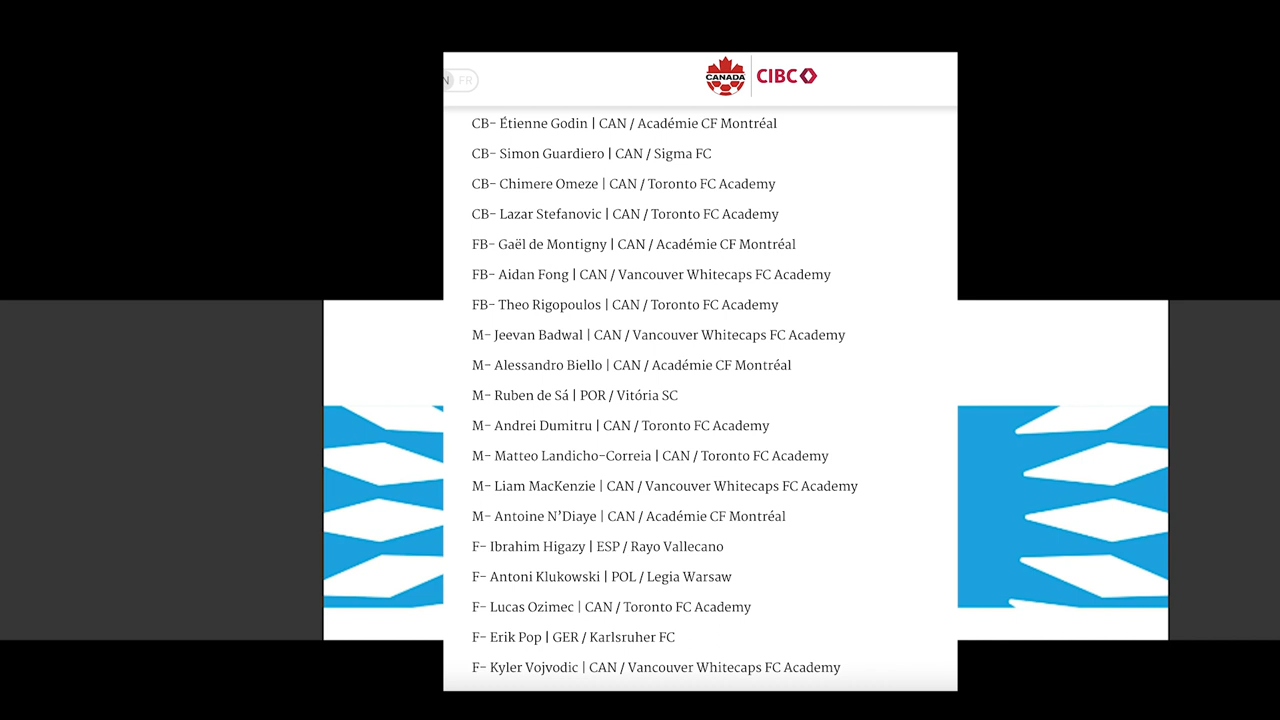 N FR
CANADA CIBC
CB- Étienne Godin | CAN / Académie CF Montréal
CB- Simon Guardiero | CAN / Sigma FC
CB- Chimere Omeze | CAN / Toronto FC Academy
CB- Lazar Stefanovic | CAN / Toronto FC Academy
FB- Gaël de Montigny | CAN / Académie CF Montréal
FB- Aidan Fong | CAN / Vancouver Whitecaps FC Academy
FB- Theo Rigopoulos | CAN / Toronto FC Academy
M- Jeevan Badwal | CAN / Vancouver Whitecaps FC Academy
M- Alessandro Biello | CAN / Académie CF Montréal
M- Ruben de Sá | POR / Vitória SC
M- Andrei Dumitru | CAN / Toronto FC Academy
M- Matteo Landicho-Correia | CAN / Toronto FC Academy
M- Liam MacKenzie | CAN / Vancouver Whitecaps FC Academy
M- Antoine N’Diaye | CAN / Académie CF Montréal
F- Ibrahim Higazy | ESP / Rayo Vallecano
F- Antoni Klukowski | POL / Legia Warsaw
F- Lucas Ozimec | CAN / Toronto FC Academy
F- Erik Pop | GER / Karlsruher FC
F- Kyler Vojvodic | CAN / Vancouver Whitecaps FC Academy